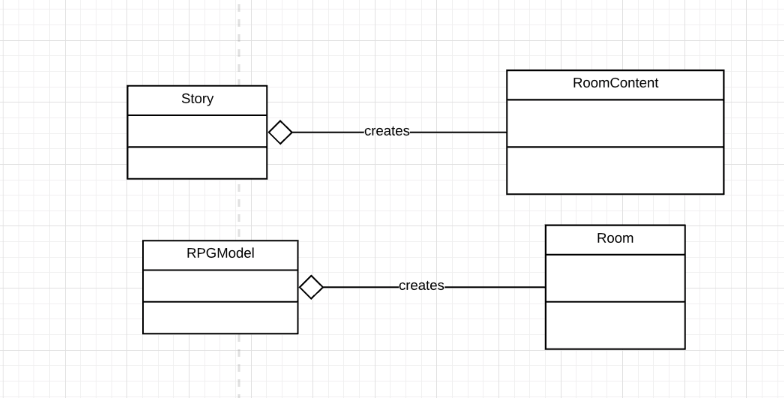 Story
RoomContent
creates
RPGModel
Room
creates